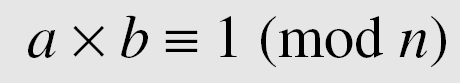 a × b ≡ 1 (mod n)